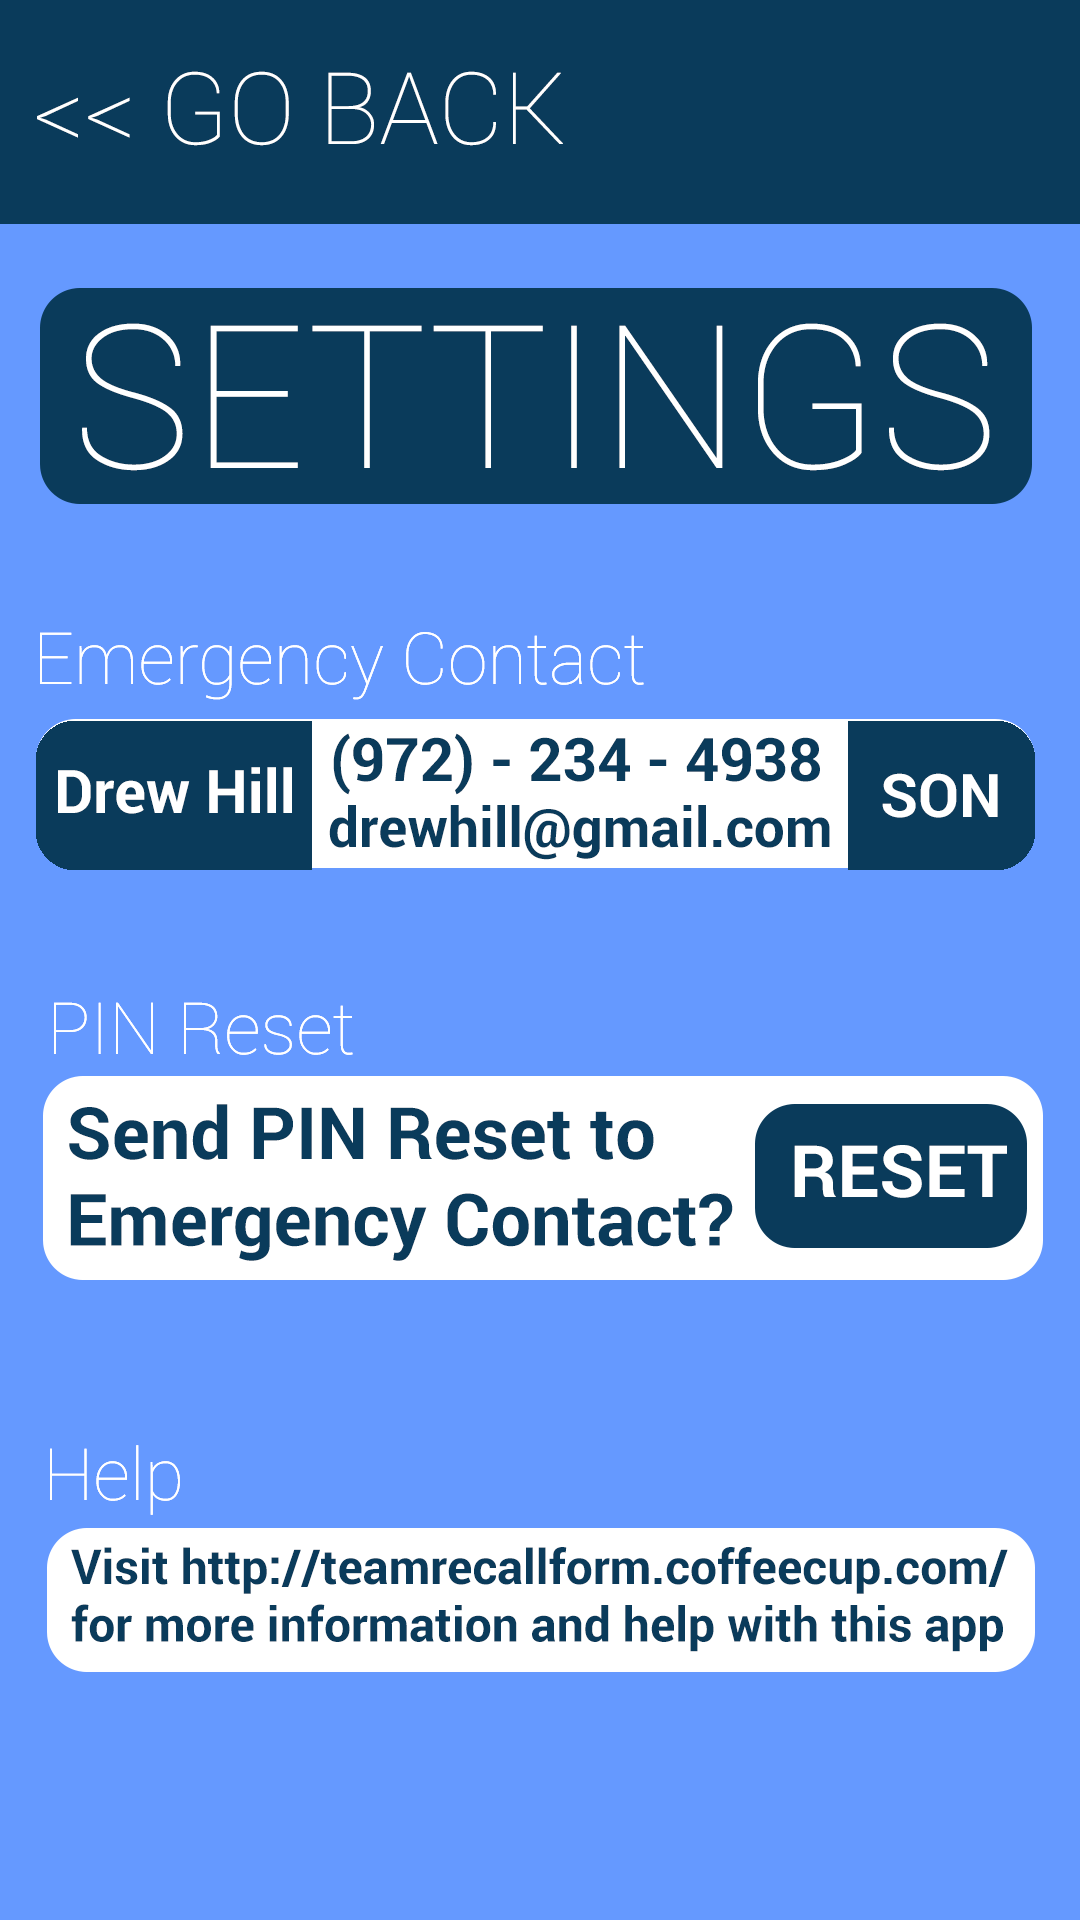 << GO BACK
SETTINGS
Emergency Contact
Drew Hill
(972) - 234 - 4938
drewhill@gmail.com
SON
PIN Reset
Send PIN Reset to
Emergency Contact?
RESET
Help
Visit http://teamrecallform.coffeecup.com/
for more information and help with this app